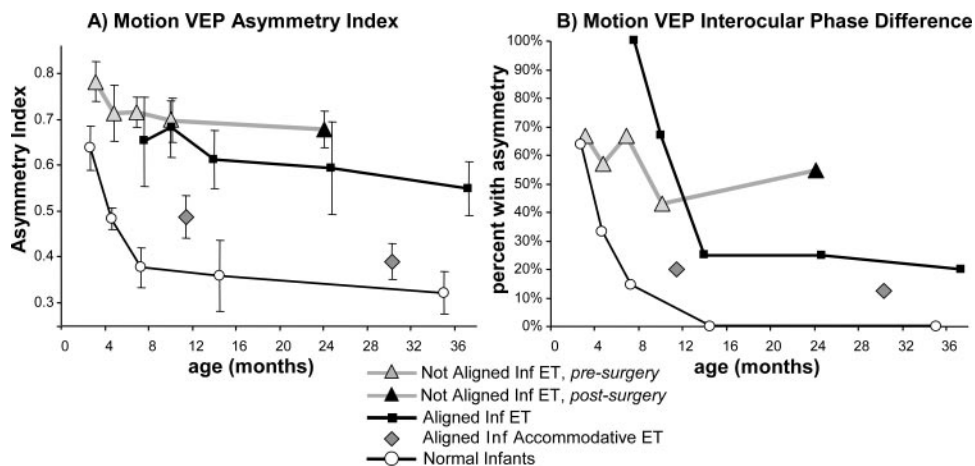 A) Motion VEP Asymmetry Index
B) Motion VEP Interocular Phase Difference
Asymmetry Index
0.8
0.7
0.6
0.5
0.4
0.3
0 4 8 12 16 20 24 28 32 36
age (months)
percent with asymmetry
100%
90%
80%
70%
60%
50%
40%
30%
20%
10%
0%
0 4 8 12 16 20 24 28 32 36
age (months)
Not Aligned Inf ET, pre-surgery
Not Aligned Inf ET, post-surgery
Aligned Inf ET
Aligned Inf Accommodative ET
Normal Infants